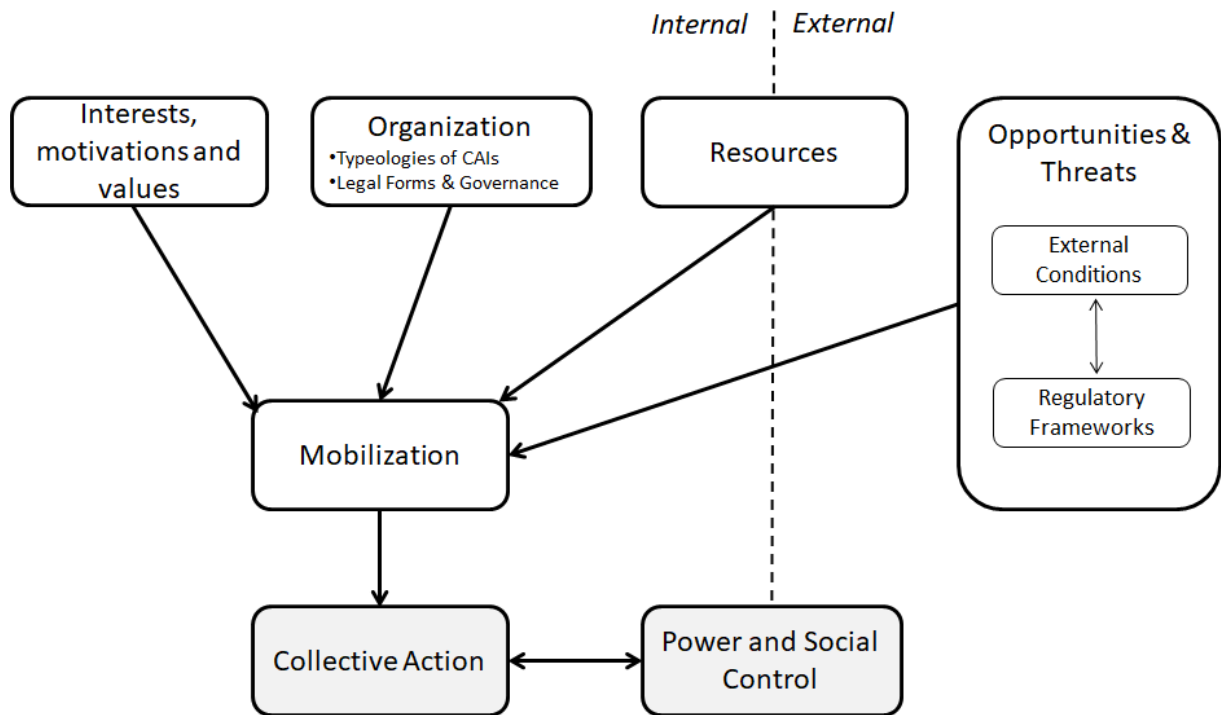 Internal
External
Interests,
motivations and
values
Organization
•Typeologies of CAIs
•Legal Forms & Governance
Resources
Opportunities &
Threats
External
Conditions
Regulatory
Frameworks
Mobilization
Collective Action
Power and Social
Control